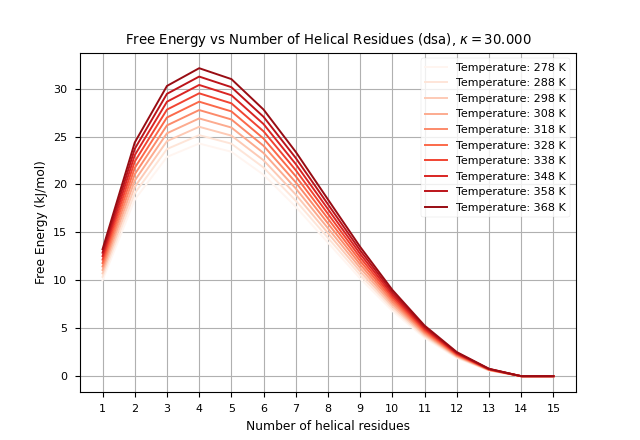 Free Energy vs Number of Helical Residues (dsa), κ = 30.000
Free Energy (kJ/mol)
30
25
20
15
10
5
0
Temperature: 278 K
Temperature: 288 K
Temperature: 298 K
Temperature: 308 K
Temperature: 318 K
Temperature: 328 K
Temperature: 338 K
Temperature: 348 K
Temperature: 358 K
Temperature: 368 K
1 2 3 4 5 6 7 8 9 10 11 12 13 14 15
Number of helical residues